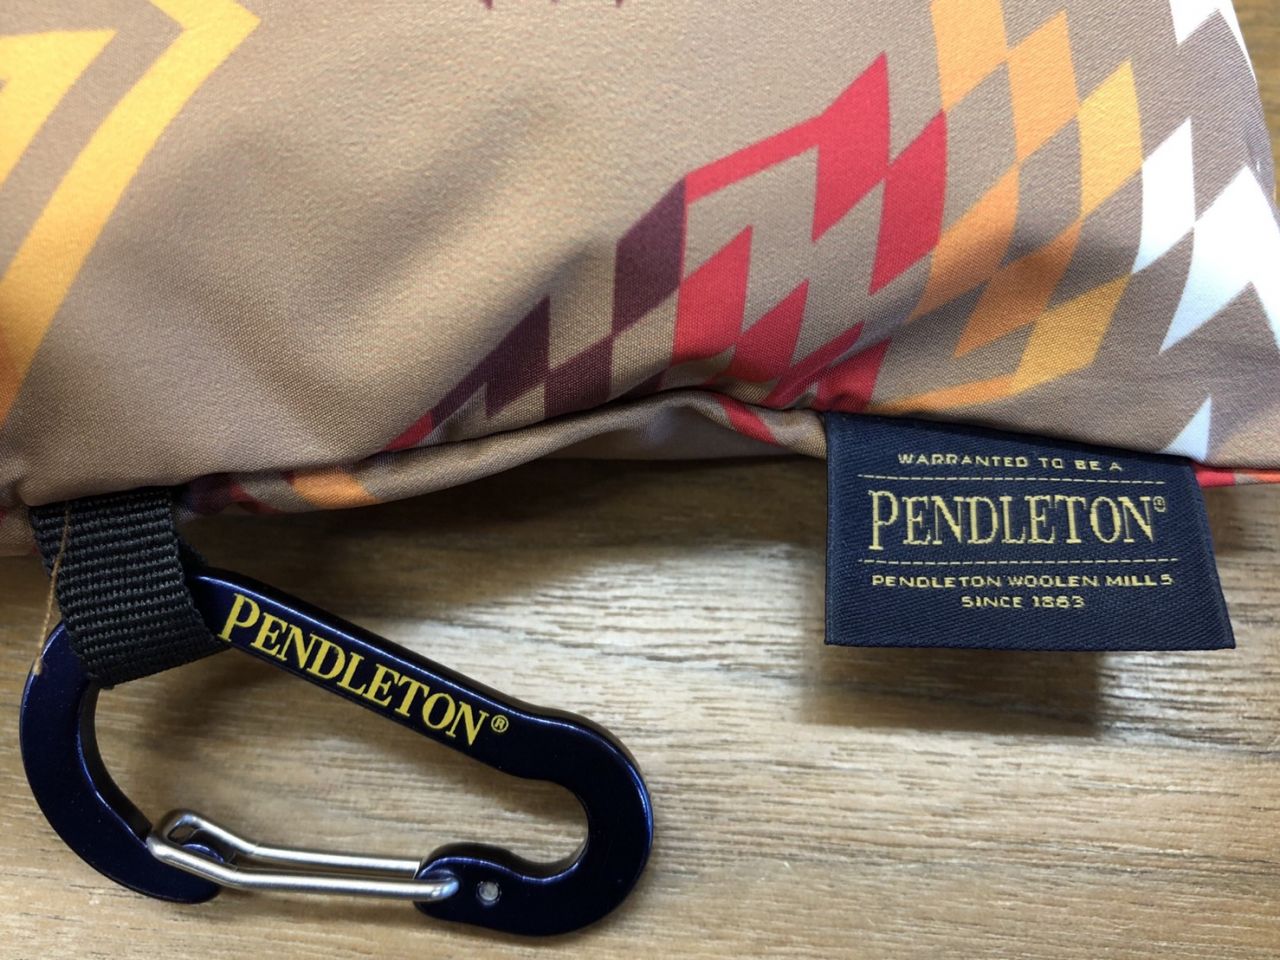 WARRANTED TO BE A
PENDLETON®
PENDLETON WOOLEN MILLS
SINCE 1863
PENDLETON®